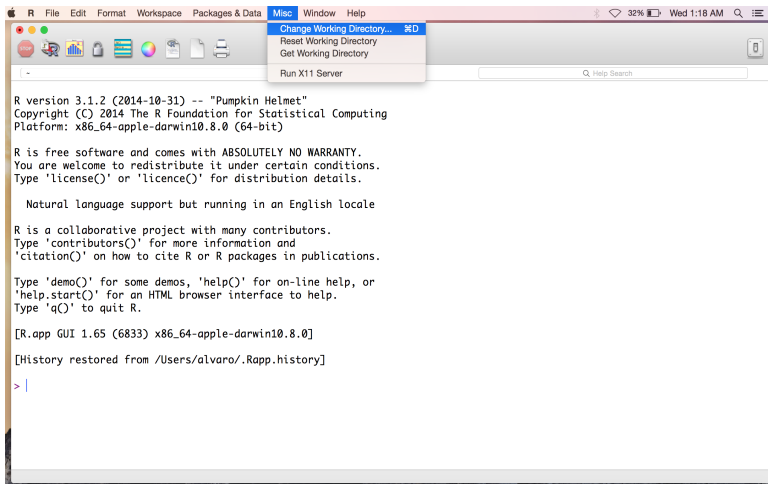 R File Edit Format Workspace Packages & Data Misc Window Help 32% Wed 1:18 AM
Change Working Directory... ⌘D
Reset Working Directory
Get Working Directory
Run X11 Server
Help Search
R version 3.1.2 (2014-10-31) -- "Pumpkin Helmet"
Copyright (C) 2014 The R Foundation for Statistical Computing
Platform: x86_64-apple-darwin10.8.0 (64-bit)
R is free software and comes with ABSOLUTELY NO WARRANTY.
You are welcome to redistribute it under certain conditions.
Type 'license()' or 'licence()' for distribution details.
Natural language support but running in an English locale
R is a collaborative project with many contributors.
Type 'contributors()' for more information and
'citation()' on how to cite R or R packages in publications.
Type 'demo()' for some demos, 'help()' for on-line help, or
'help.start()' for an HTML browser interface to help.
Type 'q()' to quit R.
[R.app GUI 1.65 (6833) x86_64-apple-darwin10.8.0]
[History restored from /Users/alvaro/.Rapp.history]
>